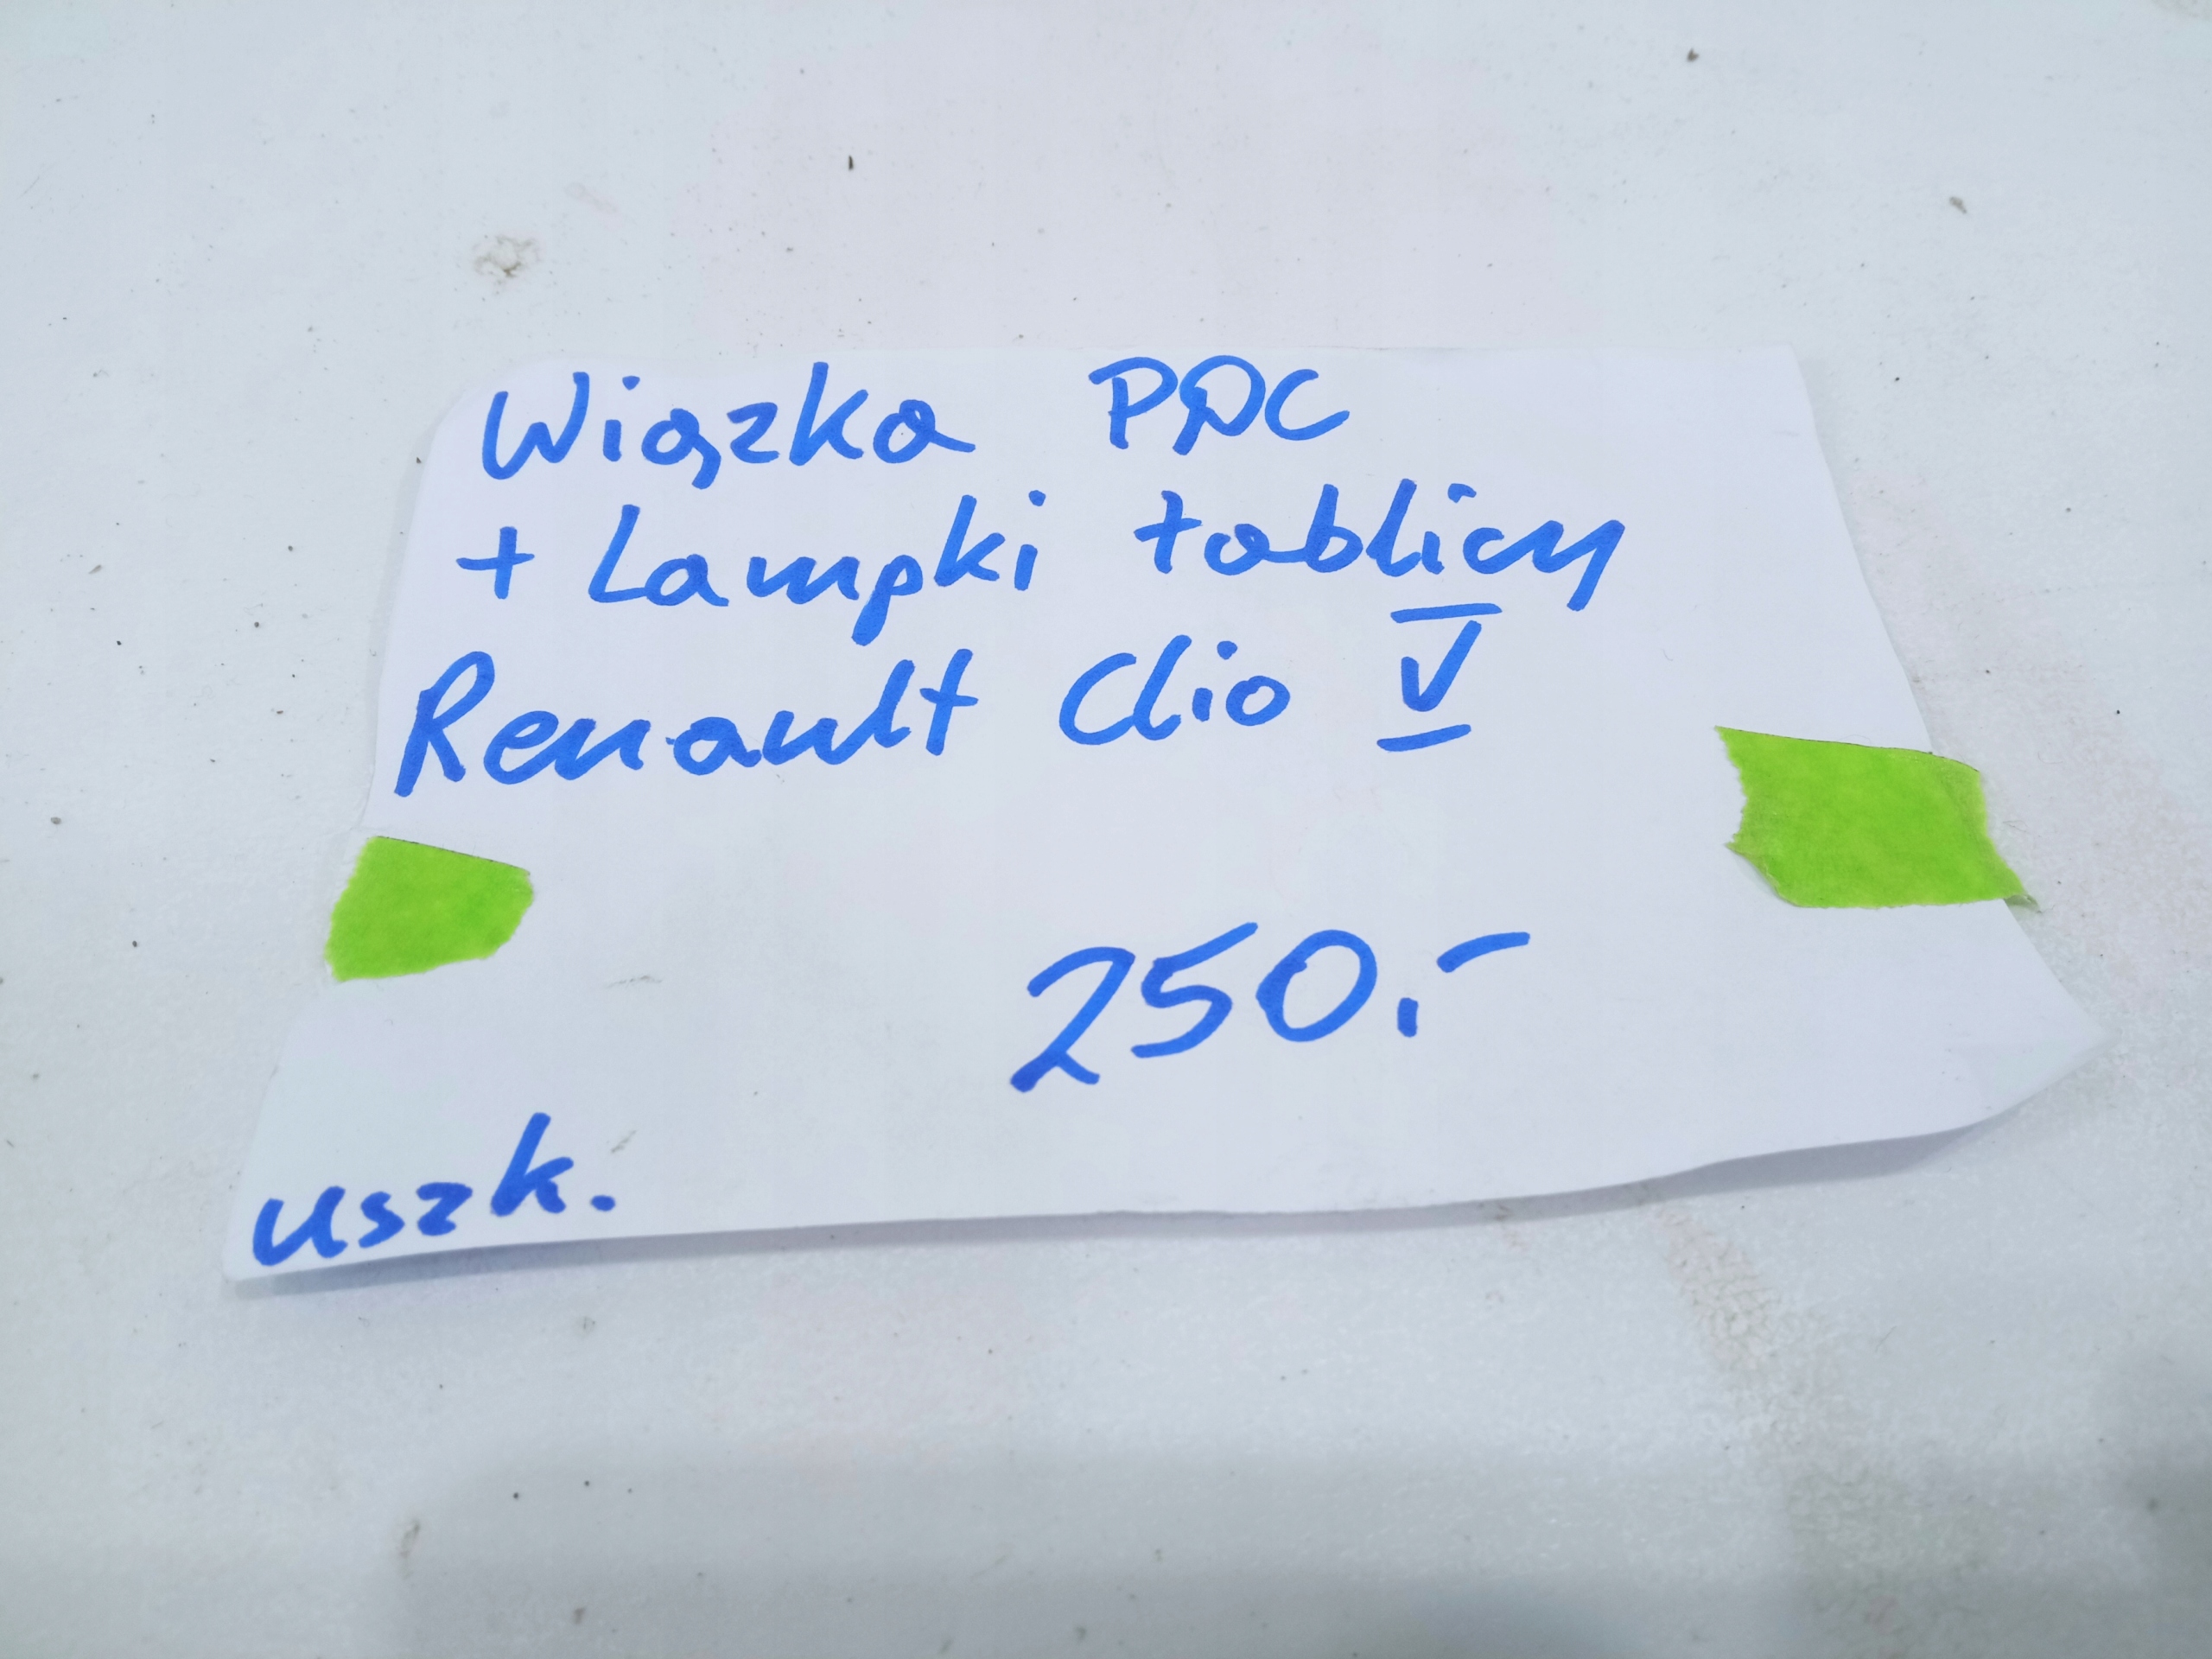 Wiązka PDC
+ Lampki tablicy
Renault Clio V
250.-
uszk.